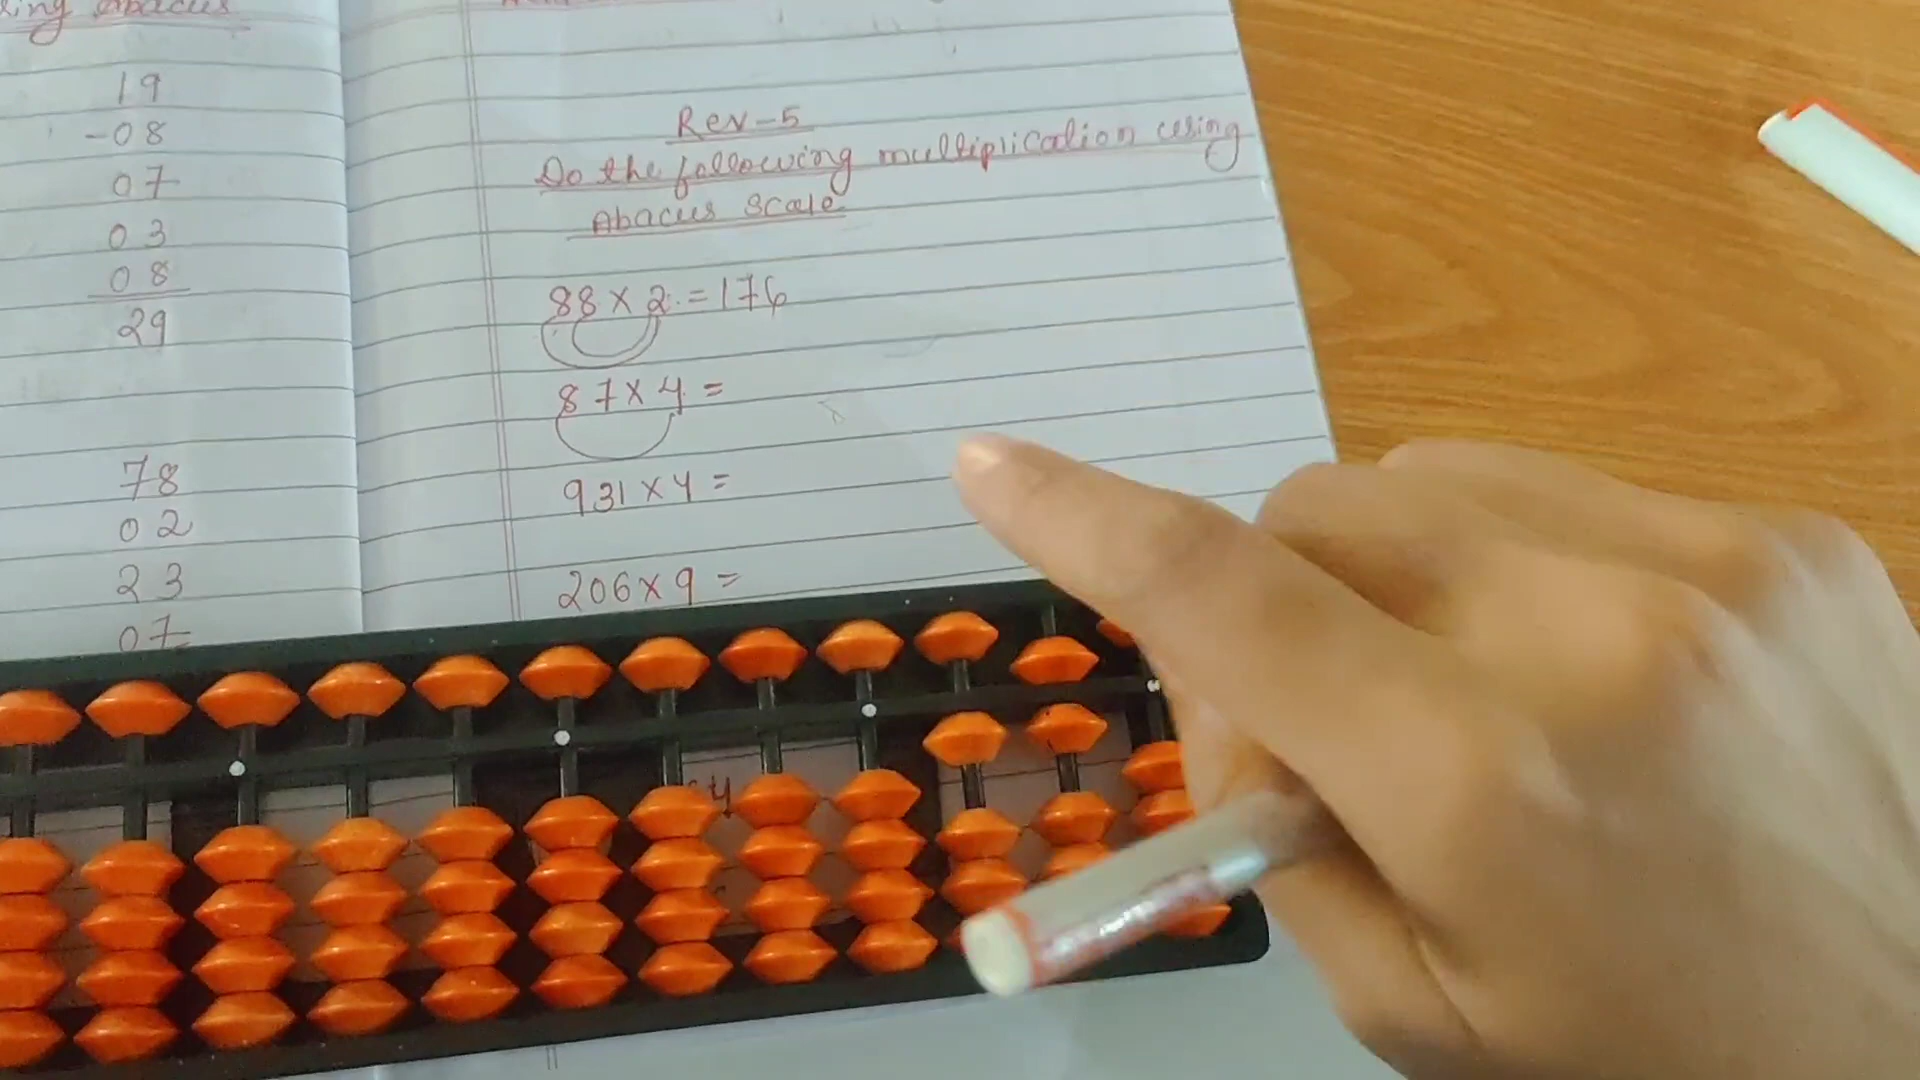 19
-08
07
03
08
29
78
02
23
07
Rev-5
Do the following multiplication using
Abacus Scale
88 x 2 = 176
87 x 4 =
931 x 4 =
206 x 9 =